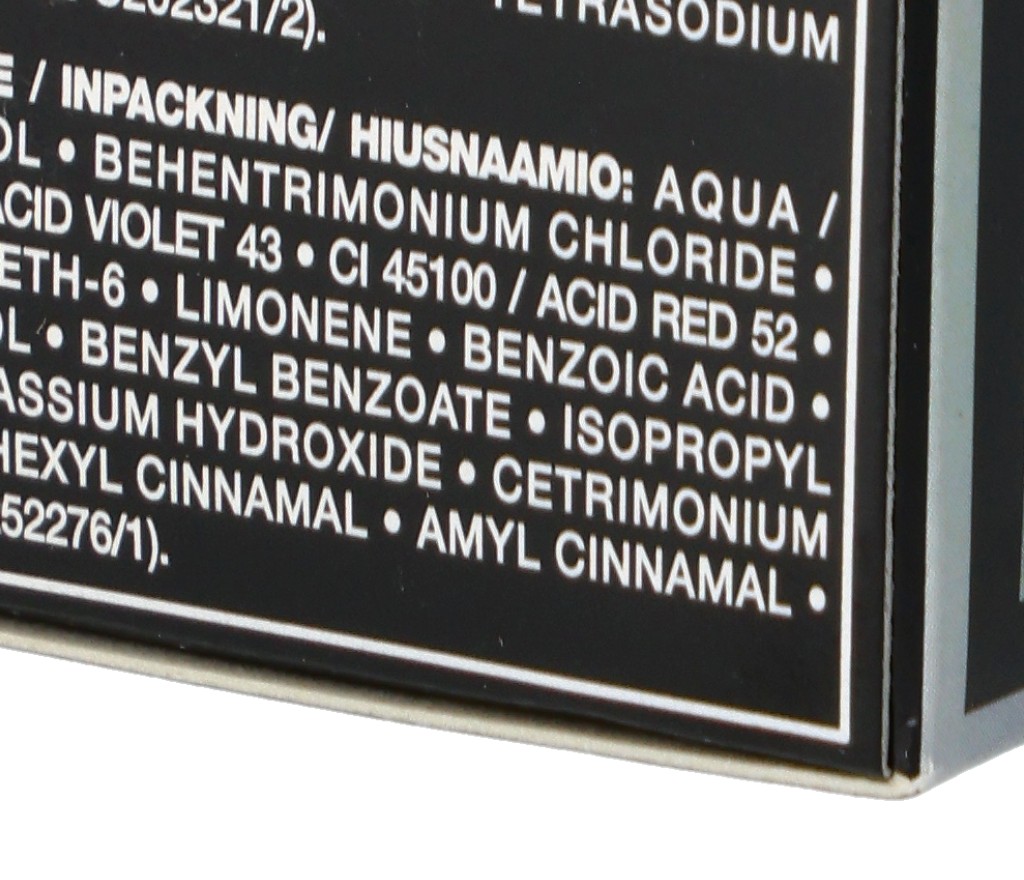 TETRASODIUM
/ INPACKNING/ HIUSNAAMIO: AQUA /
OL • BEHENTRIMONIUM CHLORIDE •
ACID VIOLET 43 • CI 45100 / ACID RED 52 •
ETH-6 • LIMONENE • BENZOIC ACID •
OL • BENZYL BENZOATE • ISOPROPYL
ASSIUM HYDROXIDE • CETRIMONIUM
HEXYL CINNAMAL • AMYL CINNAMAL •
52276/1).